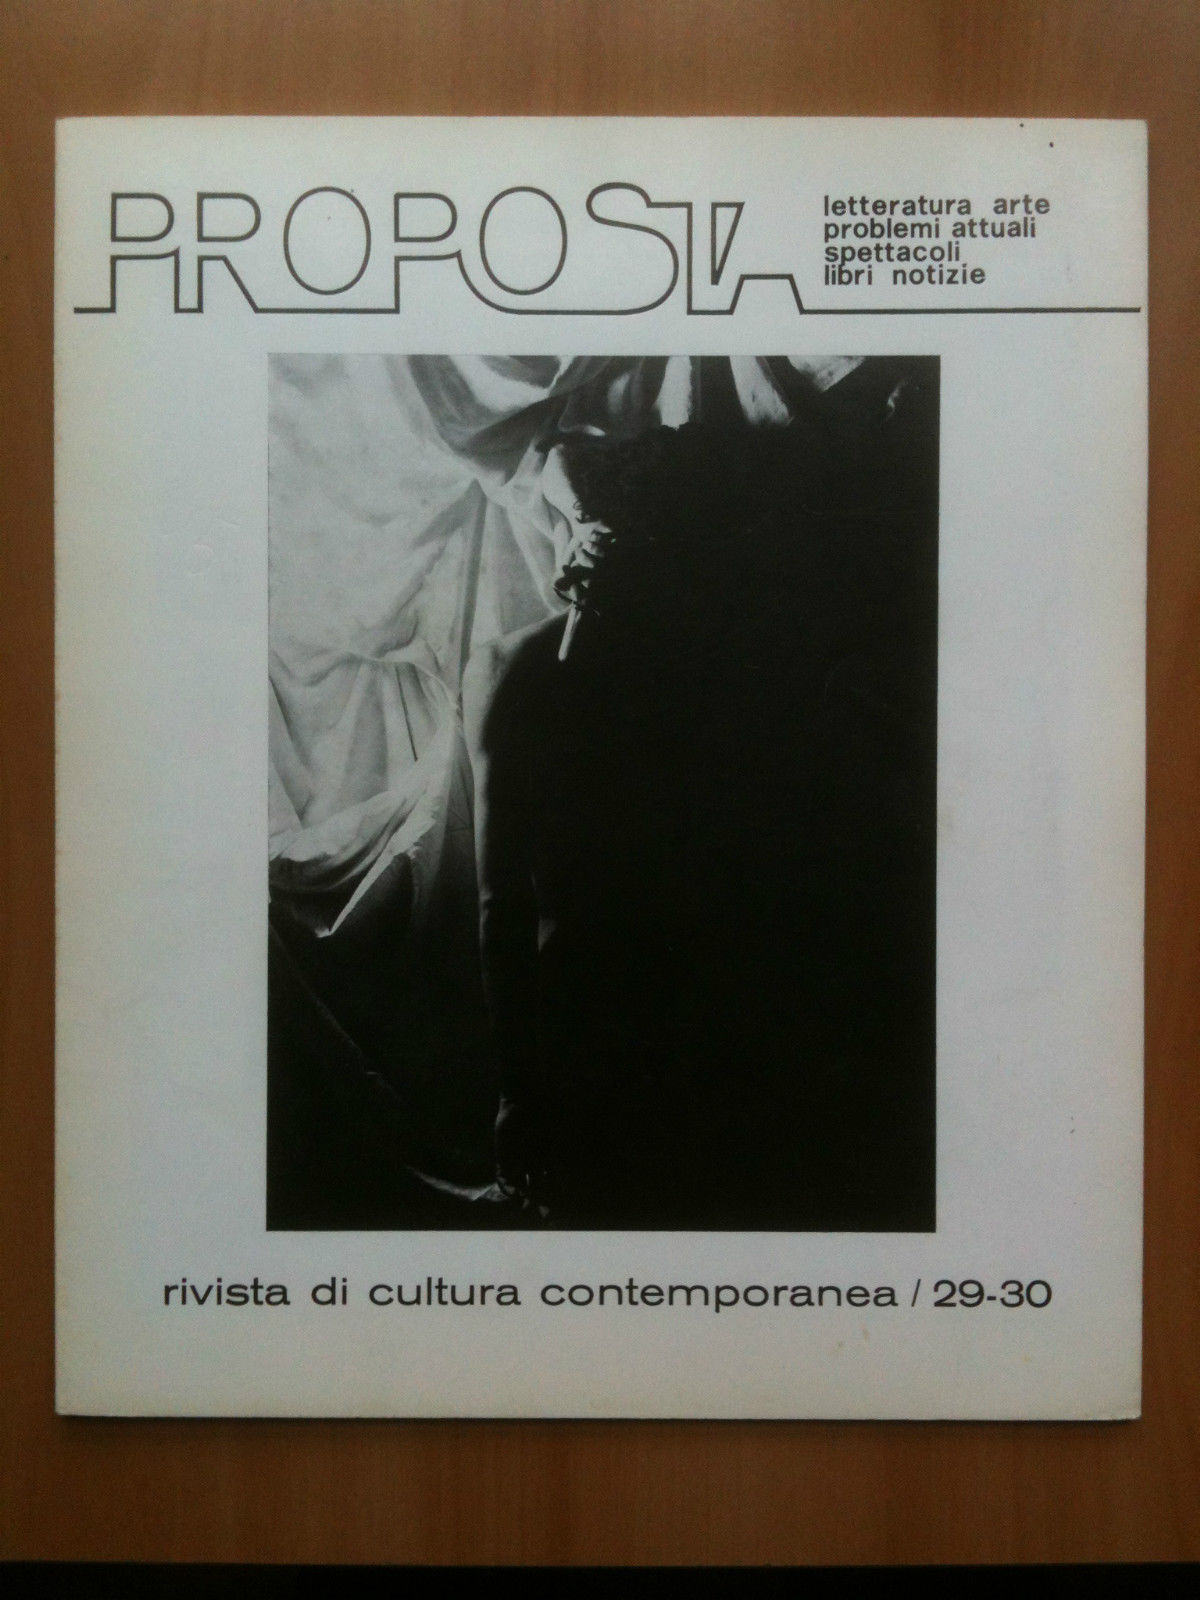 PROPOSTA
letteratura arte
problemi attuali
spettacoli
libri notizie
rivista di cultura contemporanea / 29-30